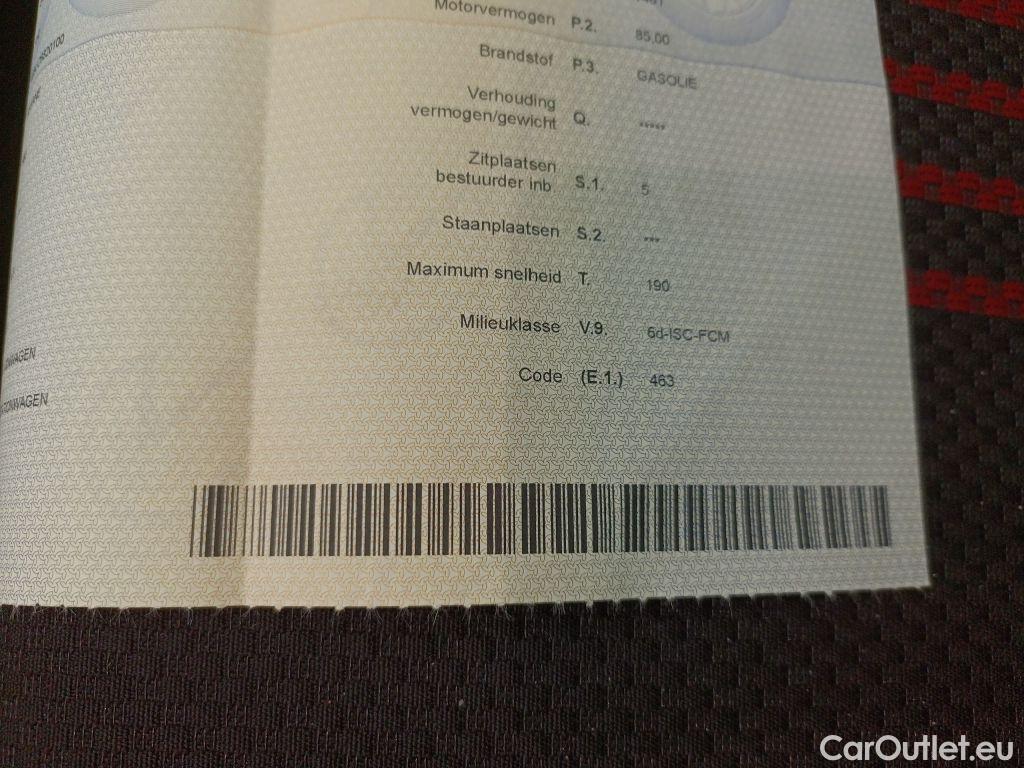 Motorvermogen P.2. 85.00
Brandstof P.3. GASOLIE
Verhouding
vermogen/gewicht Q. *****
Zitplaatsen
bestuurder inb S.1. 5
Staanplaatsen S.2. ***
Maximum snelheid T. 190
Milieuklasse V.9. 6d-ISC-FCM
Code (E.1.) 463
CarOutlet.eu